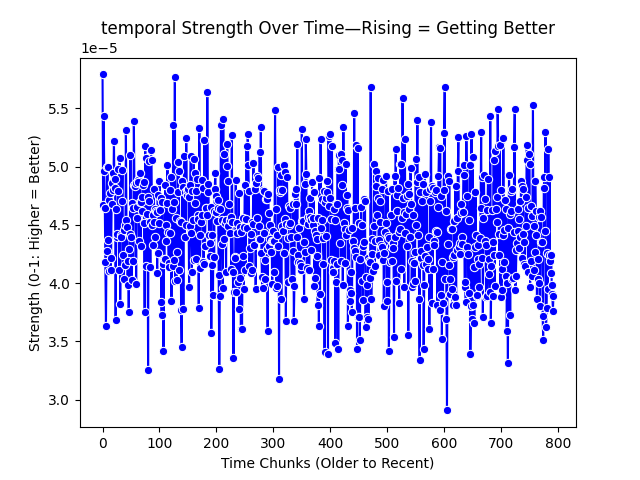 temporal Strength Over Time—Rising = Getting Better
1e−5
Strength (0-1: Higher = Better)
5.5
5.0
4.5
4.0
3.5
3.0
0 100 200 300 400 500 600 700 800
Time Chunks (Older to Recent)